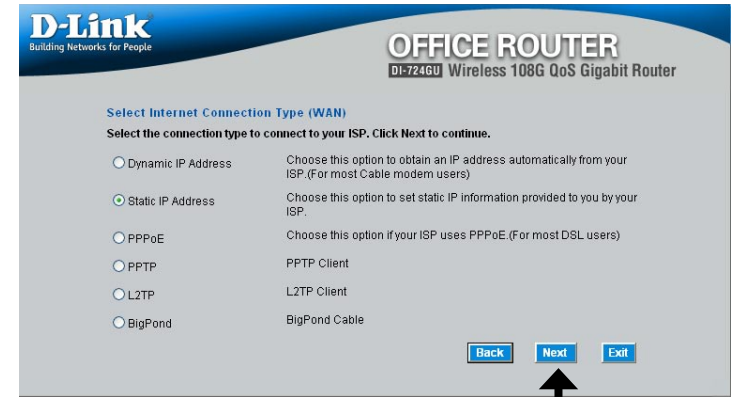 D-Link
Building Networks for People
OFFICE ROUTER
DI-724GU Wireless 108G QoS Gigabit Router
Select Internet Connection Type (WAN)
Select the connection type to connect to your ISP. Click Next to continue.
Dynamic IP Address
Choose this option to obtain an IP address automatically from your
ISP.(For most Cable modem users)
Static IP Address
Choose this option to set static IP information provided to you by your
ISP.
PPPoE
Choose this option if your ISP uses PPPoE.(For most DSL users)
PPTP
PPTP Client
L2TP
L2TP Client
BigPond
BigPond Cable
Back
Next
Exit